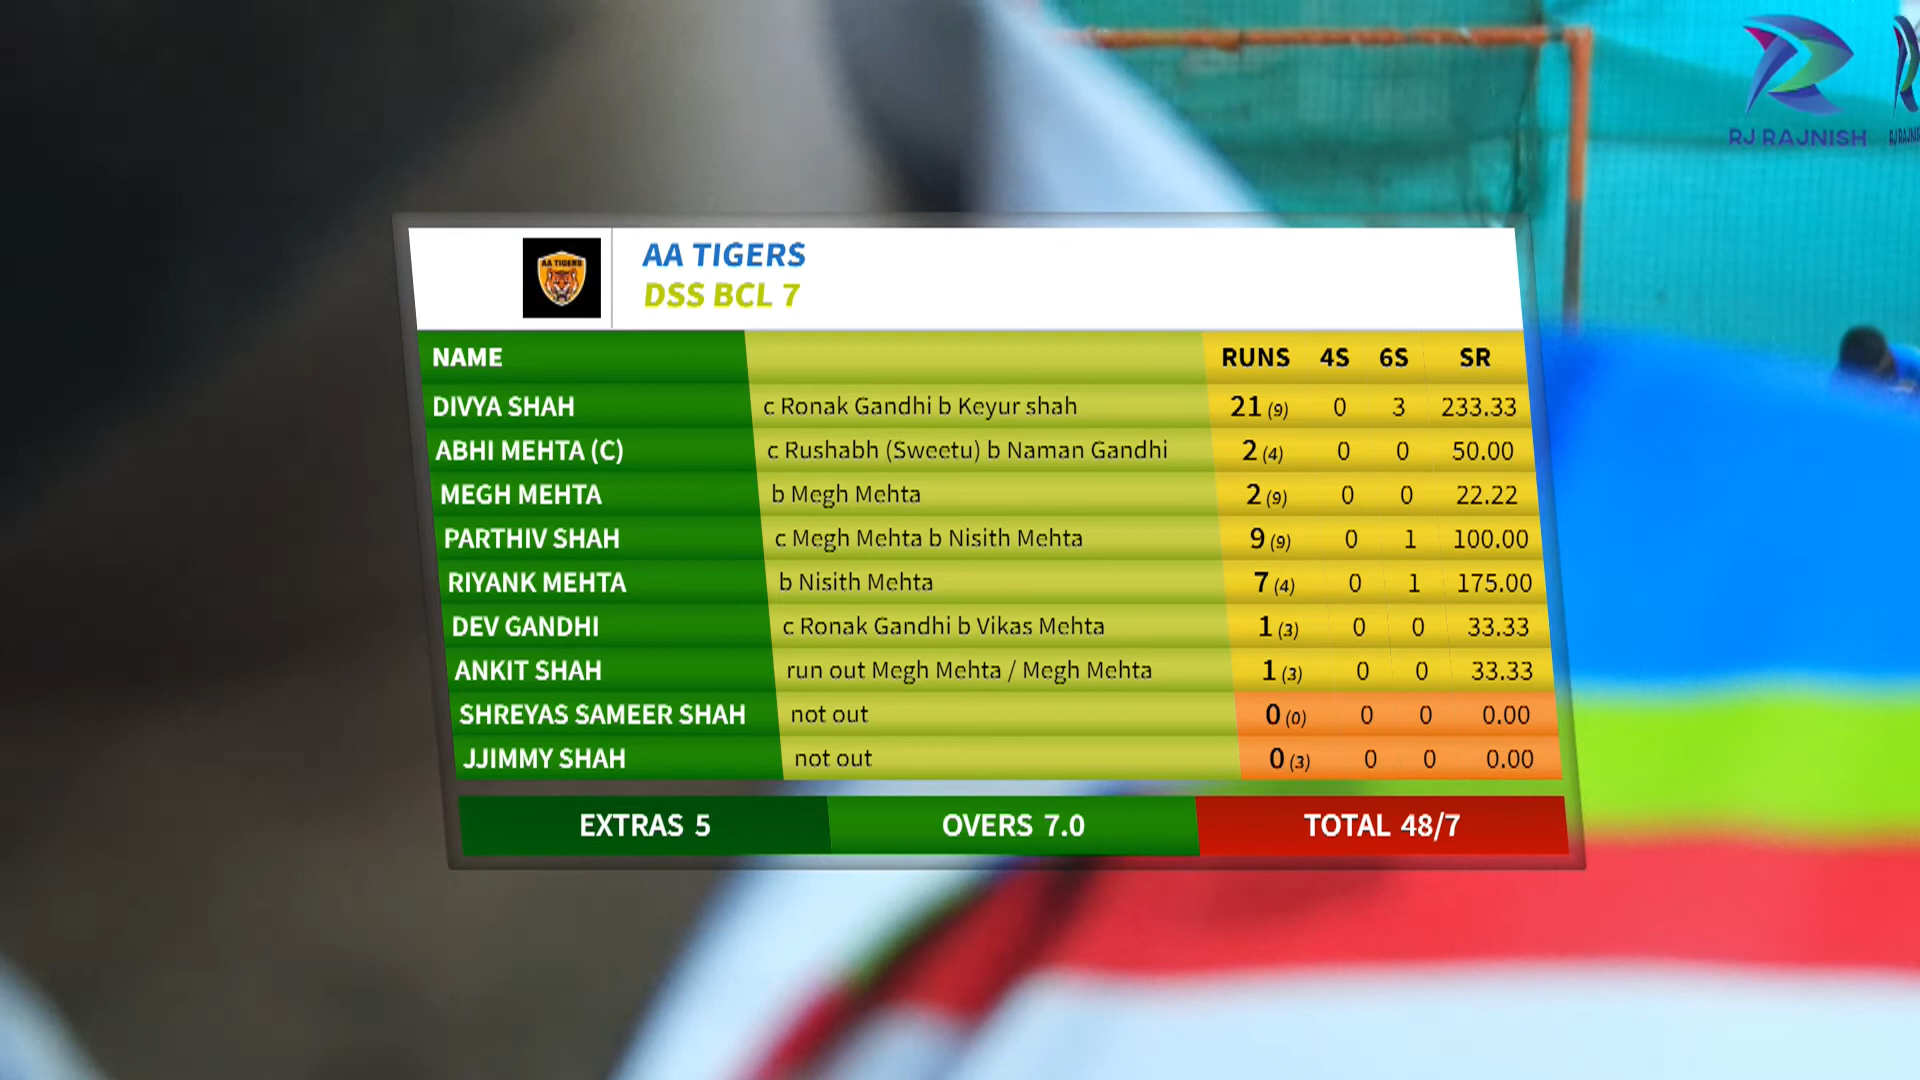 RJ RAJNISH
AA TIGERS
AA TIGERS
DSS BCL 7
NAME RUNS 4S 6S SR
DIVYA SHAH c Ronak Gandhi b Keyur shah 21 (9) 0 3 233.33
ABHI MEHTA (C) c Rushabh (Sweetu) b Naman Gandhi 2 (4) 0 0 50.00
MEGH MEHTA b Megh Mehta 2 (9) 0 0 22.22
PARTHIV SHAH c Megh Mehta b Nisith Mehta 9 (9) 0 1 100.00
RIYANK MEHTA b Nisith Mehta 7 (4) 0 1 175.00
DEV GANDHI c Ronak Gandhi b Vikas Mehta 1 (3) 0 0 33.33
ANKIT SHAH run out Megh Mehta / Megh Mehta 1 (3) 0 0 33.33
SHREYAS SAMEER SHAH not out 0 (0) 0 0 0.00
JJIMMY SHAH not out 0 (3) 0 0 0.00
EXTRAS 5 OVERS 7.0 TOTAL 48/7